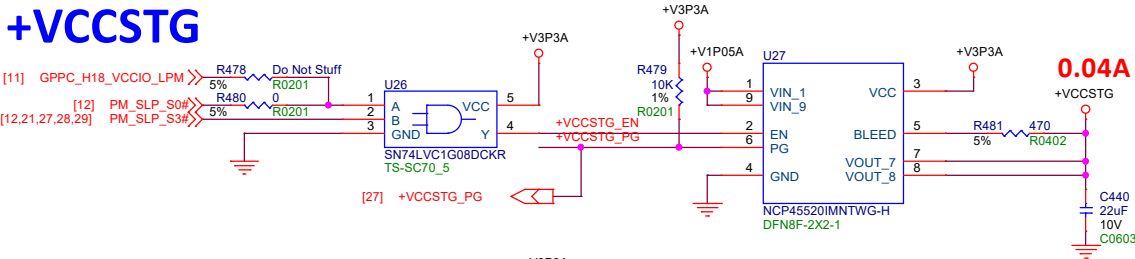 +VCCSTG
+V3P3A
+V3P3A
+V1P05A
U27
+V3P3A
0.04A
+VCCSTG
[11] GPPC_H18_VCCIO_LPM
R478
Do Not Stuff
5%
R0201
[12] PM_SLP_S0#
R480
0
5%
R0201
[12,21,27,28,29] PM_SLP_S3#
U26
1
2
3
A
B
GND
VCC
Y
5
4
SN74LVC1G08DCKR
TS-SC70_5
R479
10K
1%
R0201
+VCCSTG_EN
+VCCSTG_PG
[27] +VCCSTG_PG
1
9
2
6
4
VIN_1
VIN_9
EN
PG
GND
VCC
BLEED
VOUT_7
VOUT_8
3
5
7
8
NCP45520IMNTWG-H
DFN8F-2X2-1
R481
470
5%
R0402
C440
22uF
10V
C0603